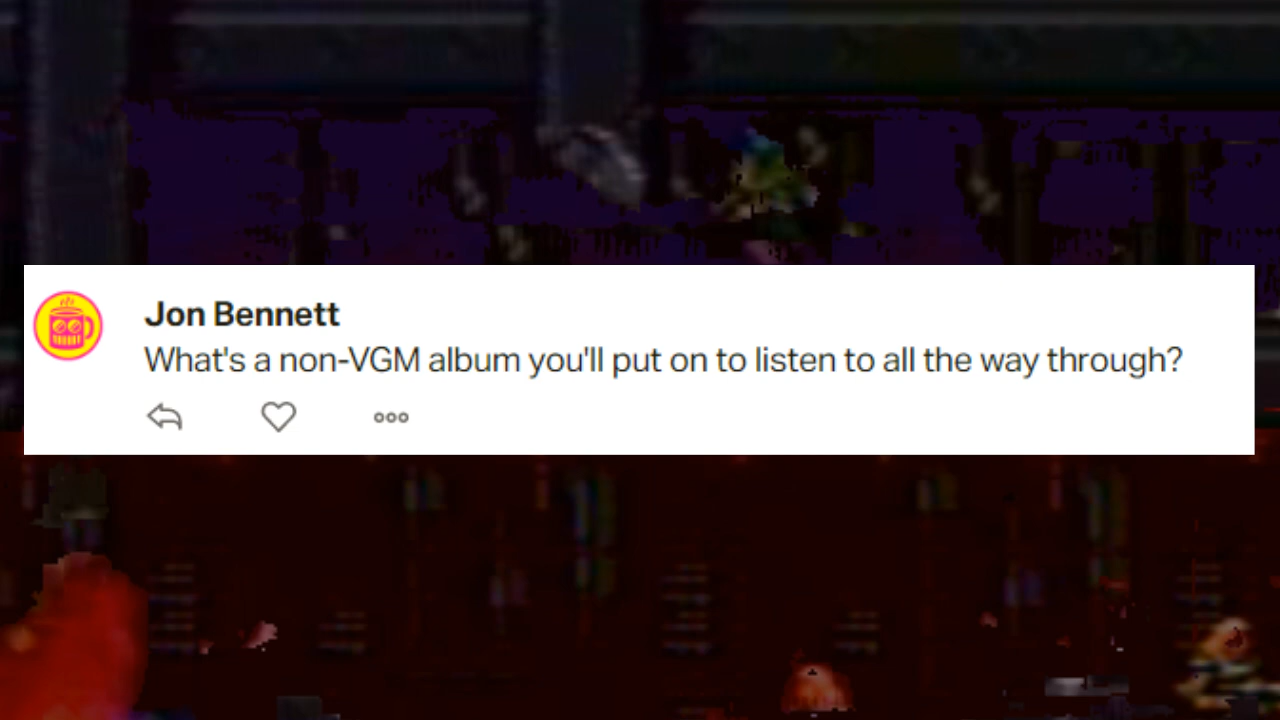 Jon Bennett
What's a non-VGM album you'll put on to listen to all the way through?